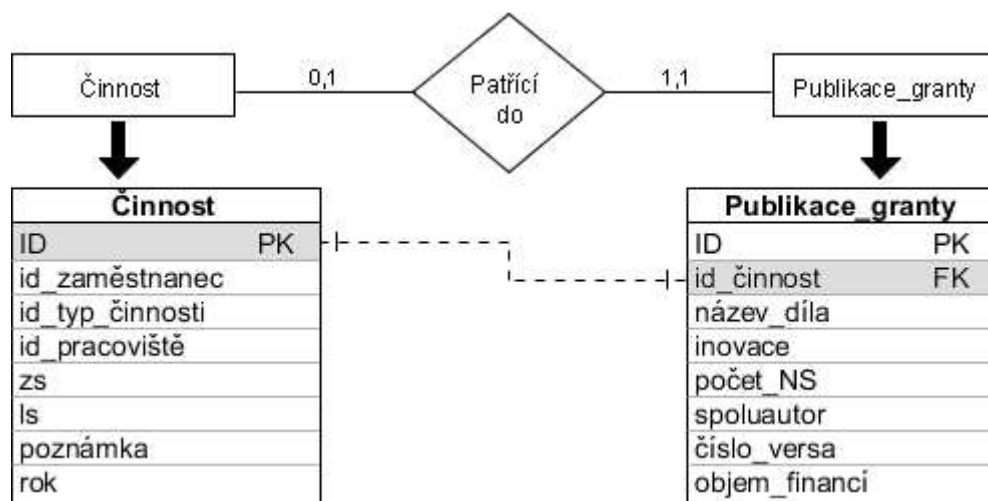 Činnost
0,1
Patřící
do
1,1
Publikace_granty
Činnost
ID PK
id_zaměstnanec
id_typ_činnosti
id_pracoviště
zs
ls
poznámka
rok
Publikace_granty
ID PK
id_činnost FK
název_díla
inovace
počet_NS
spoluautor
číslo_versa
objem_financí